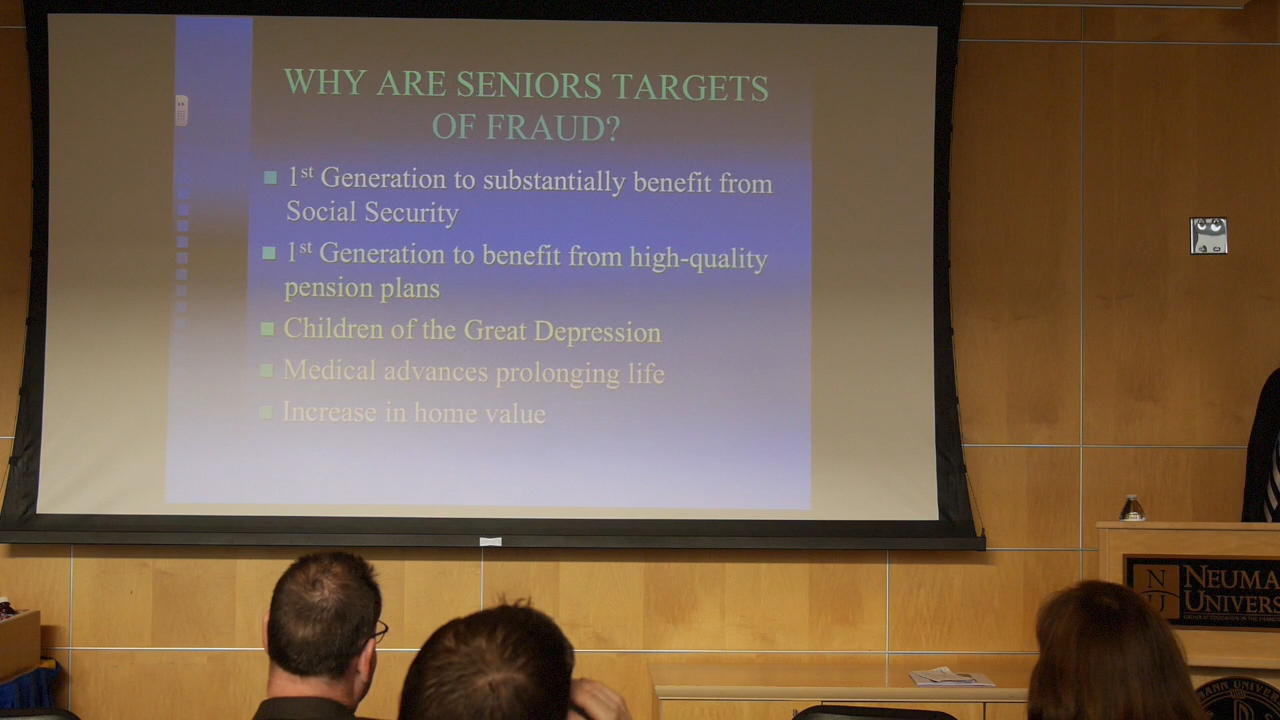 WHY ARE SENIORS TARGETS
OF FRAUD?
1st Generation to substantially benefit from
Social Security
1st Generation to benefit from high-quality
pension plans
Children of the Great Depression
Medical advances prolonging life
Increase in home value
N
U
NEUMA
UNIVERS